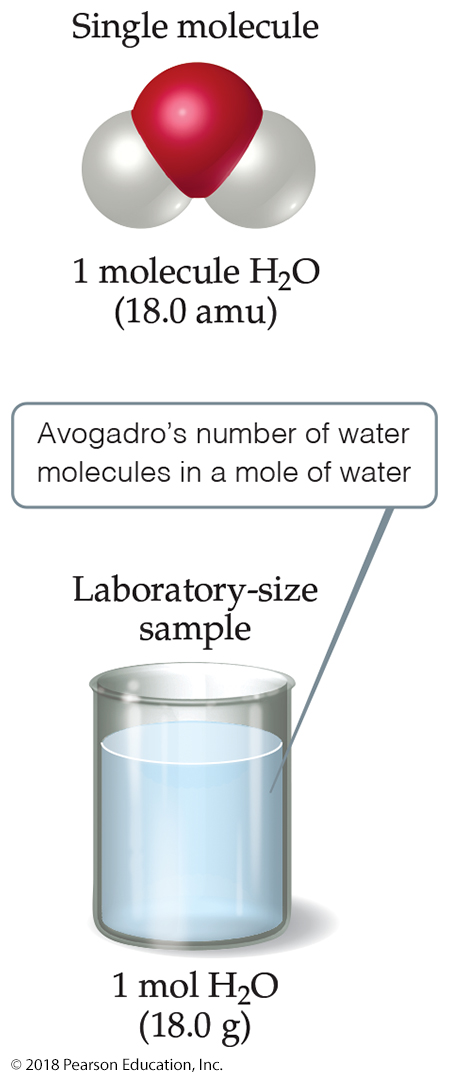 Single molecule
1 molecule H₂O
(18.0 amu)
Avogadro’s number of water
molecules in a mole of water
Laboratory-size
sample
1 mol H₂O
(18.0 g)
© 2018 Pearson Education, Inc.